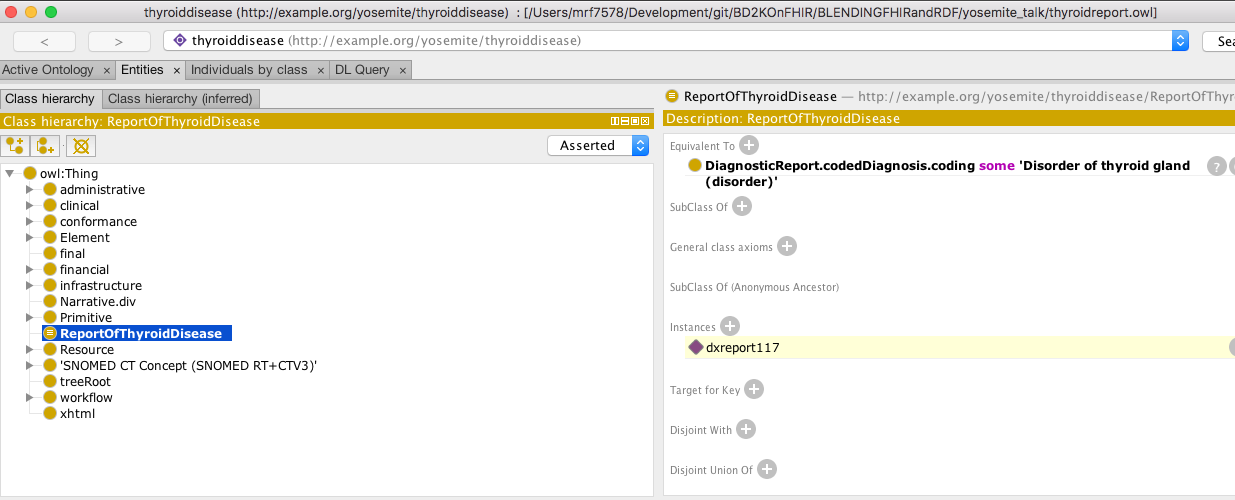 thyroiddisease (http://example.org/yosemite/thyroiddisease) : [/Users/mrf7578/Development/git/BD2KOnFHIR/BLENDINGFHIRandRDF/yosemite_talk/thyroidreport.owl]
< > thyroiddisease (http://example.org/yosemite/thyroiddisease) Sea
Active Ontology × Entities × Individuals by class × DL Query ×
Class hierarchy Class hierarchy (inferred)
Class hierarchy: ReportOfThyroidDisease
Asserted
owl:Thing
administrative
clinical
conformance
Element
final
financial
infrastructure
Narrative.div
Primitive
ReportOfThyroidDisease
Resource
'SNOMED CT Concept (SNOMED RT+CTV3)'
treeRoot
workflow
xhtml
ReportOfThyroidDisease — http://example.org/yosemite/thyroiddisease/ReportOfThyr
Description: ReportOfThyroidDisease
Equivalent To
DiagnosticReport.codedDiagnosis.coding some 'Disorder of thyroid gland
(disorder)'
?
SubClass Of
General class axioms
SubClass Of (Anonymous Ancestor)
Instances
dxreport117
Target for Key
Disjoint With
Disjoint Union Of